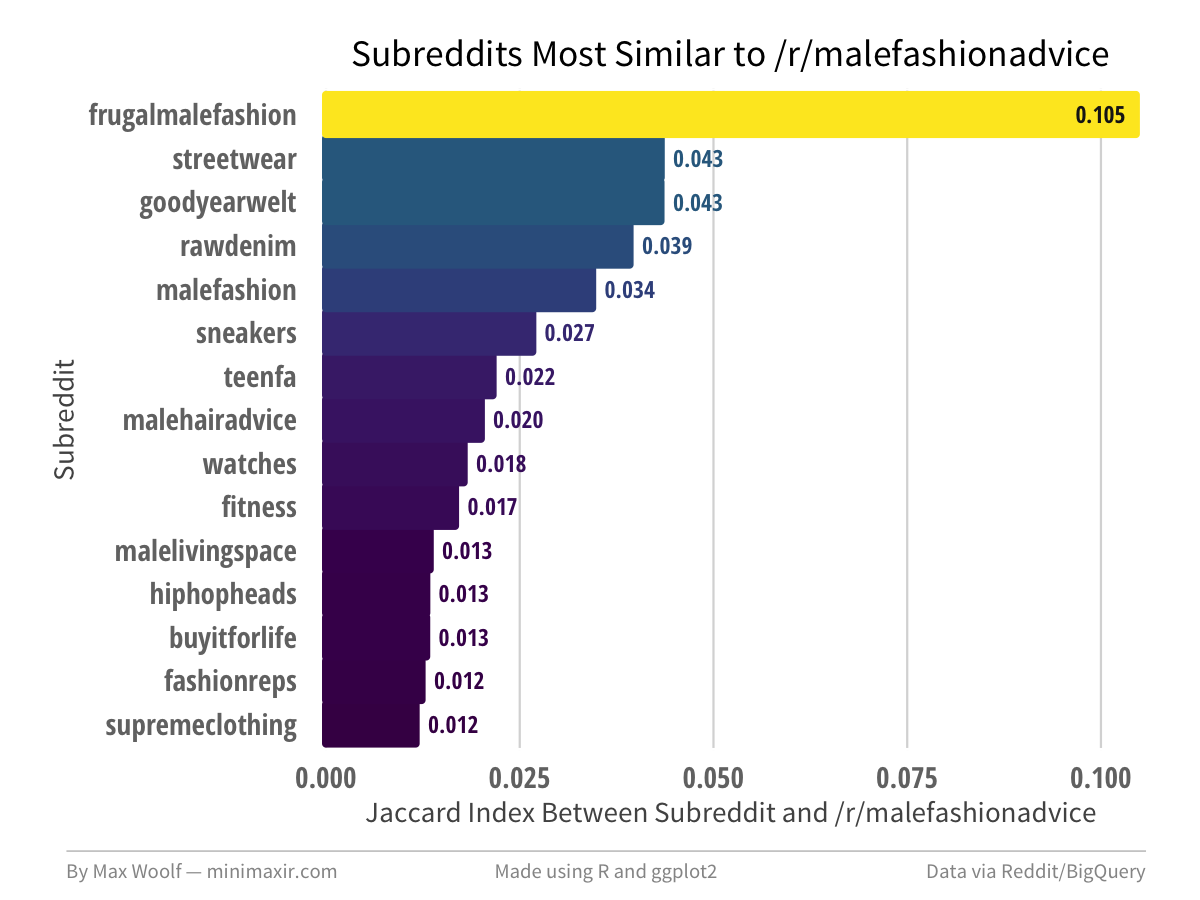 Subreddits Most Similar to /r/malefashionadvice
frugalmalefashion 0.105
streetwear 0.043
goodyearwelt 0.043
rawdenim 0.039
malefashion 0.034
sneakers 0.027
teenfa 0.022
malehairadvice 0.020
watches 0.018
fitness 0.017
malelivingspace 0.013
hiphopheads 0.013
buyitforlife 0.013
fashionreps 0.012
supremeclothing 0.012
Subreddit
0.000 0.025 0.050 0.075 0.100
Jaccard Index Between Subreddit and /r/malefashionadvice
By Max Woolf — minimaxir.com Made using R and ggplot2 Data via Reddit/BigQuery